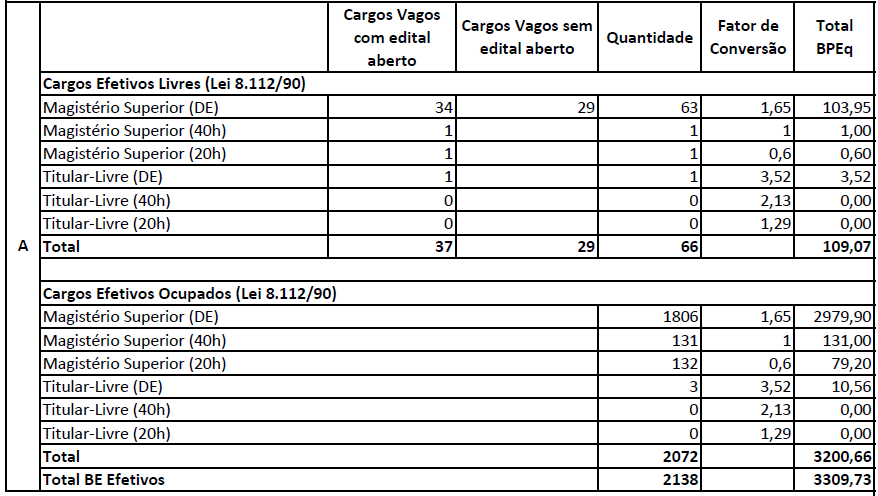 Cargos Vagos com edital aberto | Cargos Vagos sem edital aberto | Quantidade | Fator de Conversão | Total BPEq
A
Cargos Efetivos Livres (Lei 8.112/90)
Magistério Superior (DE) 34 29 63 1,65 103,95
Magistério Superior (40h) 1 1 1 1,00
Magistério Superior (20h) 1 1 0,6 0,60
Titular-Livre (DE) 1 1 3,52 3,52
Titular-Livre (40h) 0 0 2,13 0,00
Titular-Livre (20h) 0 0 1,29 0,00
Total 37 29 66 109,07
Cargos Efetivos Ocupados (Lei 8.112/90)
Magistério Superior (DE) 1806 1,65 2979,90
Magistério Superior (40h) 131 1 131,00
Magistério Superior (20h) 132 0,6 79,20
Titular-Livre (DE) 3 3,52 10,56
Titular-Livre (40h) 0 2,13 0,00
Titular-Livre (20h) 0 1,29 0,00
Total 2072 3200,66
Total BE Efetivos 2138 3309,73